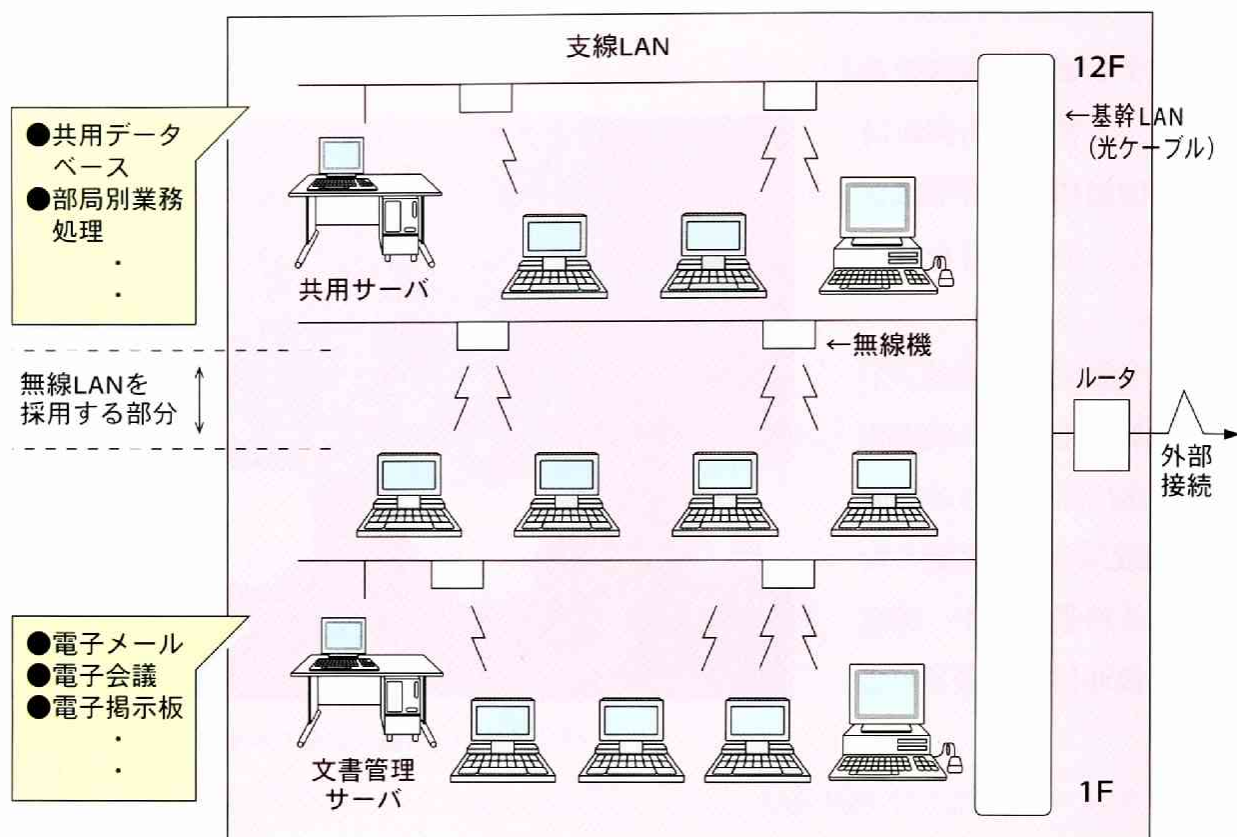 支線LAN
12F
←基幹LAN
(光ケーブル)
●共用データ
ベース
●部局別業務
処理
・
・
共用サーバ
←無線機
無線LANを
採用する部分
ルータ
外部
接続
●電子メール
●電子会議
●電子掲示板
・
・
文書管理
サーバ
1F